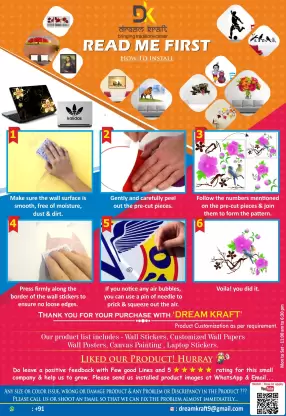 DK
dream kraft
READ ME FIRST
HOW TO INSTALL
adidas
1
2
3
Make sure the wall surface is
smooth, free of moisture,
dust & dirt.
Gently and carefully peel
out the pre-cut pieces.
Follow the numbers mentioned
on the pre-cut pieces & join
them to form the pattern.
4
5
6
Press firmly along the
border of the wall stickers to
ensure no loose edges.
If you notice any air bubbles,
you can use a pin of needle to
prick & squeeze out the air.
Voila! you did it.
THANK YOU FOR YOUR PURCHASE WITH 'DREAM KRAFT'
Product Customization as per requirement.
Our product list includes - Wall Stickers, Customized Wall Papers
Wall Posters, Canvas Painting , Laptop Stickers.
LIKED OUR PRODUCT! HURRAY
Do leave a positive feedback with Few good Lines and 5 ★★★★★ rating for this small
company & help us to grow. Please send us installed product images of WhatsApp & Email
ANY SIZE OR COLOR ISSUE, WRONG OR DAMAGE PRODUCT & ANY PROBLEM OR DISCREPANCY IN THE PRODUCT ???
PLEASE CALL US OR SHOOT AN EMAIL SO THAT WE CAN FIX THIS PROBLEM ALMOST IMMEDIATELY...
: +91
: dreamkraft9@gmail.com
YouTube